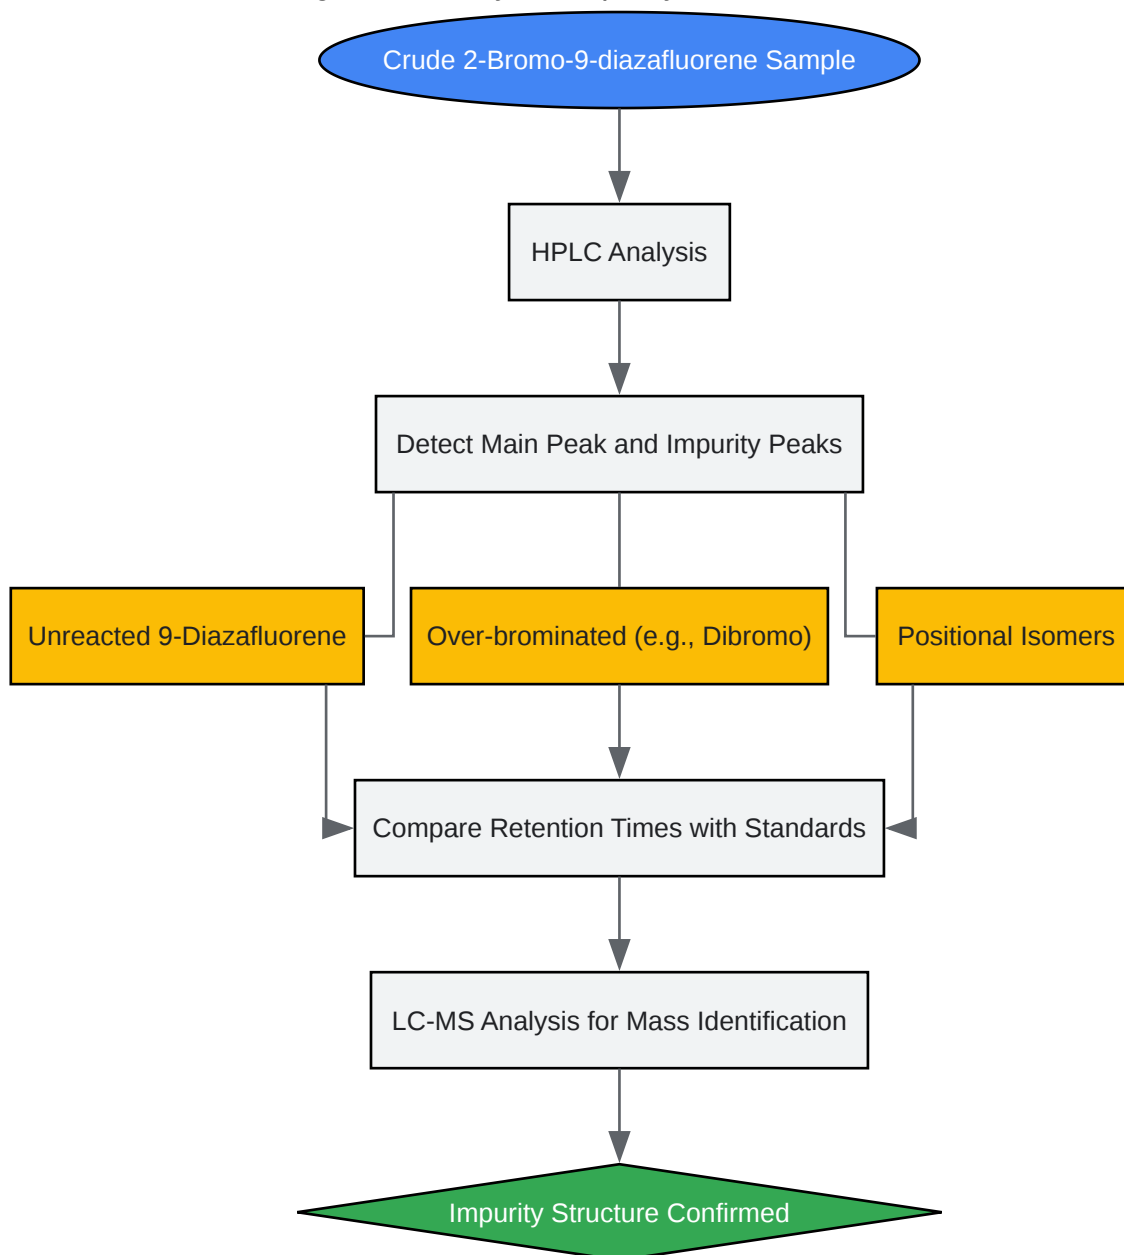 Crude 2-Bromo-9-diazafluorene Sample
HPLC Analysis
Detect Main Peak and Impurity Peaks
Unreacted 9-Diazafluorene
Over-brominated (e.g., Dibromo)
Positional Isomers
Compare Retention Times with Standards
LC-MS Analysis for Mass Identification
Impurity Structure Confirmed